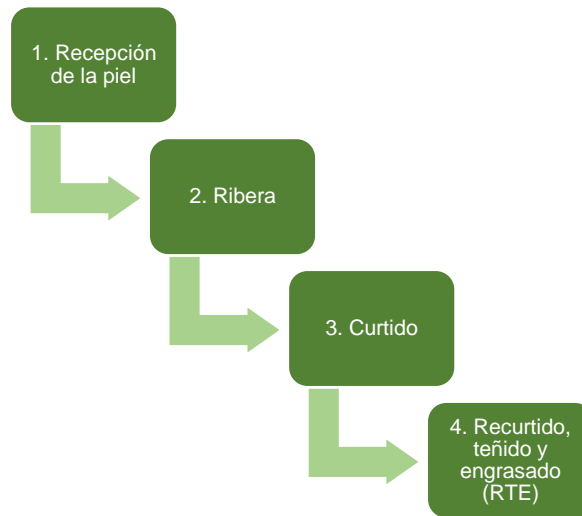 1. Recepción
de la piel
2. Ribera
3. Curtido
4. Recurtido,
teñido y
engrasado
(RTE)